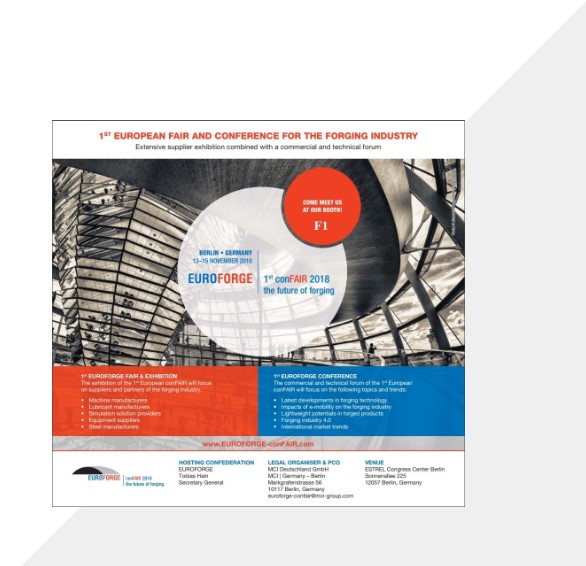 1ST EUROPEAN FAIR AND CONFERENCE FOR THE FORGING INDUSTRY
Extensive supplier exhibition combined with a commercial and technical forum
COME MEET US
AT OUR BOOTH!
F1
BERLIN • GERMANY
13–15 NOVEMBER 2018
EUROFORGE
1st conFAIR 2018
the future of forging
1st EUROFORGE FAIR & EXHIBITION
The exhibition of the 1st European conFAIR will focus
on suppliers and partners of the forging industry.
• Machine manufacturers
• Lubricant manufacturers
• Simulation solution providers
• Equipment suppliers
• Steel manufacturers
1st EUROFORGE CONFERENCE
The commercial and technical forum of the 1st European
conFAIR will focus on the following topics and trends:
• Latest developments in forging technology
• Impacts of e-mobility on the forging industry
• Lightweight potentials in forged products
• Forging industry 4.0
• International market trends
www.EUROFORGE-conFAIR.com
EUROFORGE
conFAIR 2018
the future of forging
HOSTING CONFEDERATION
EUROFORGE
Tobias Hain
Secretary General
LEGAL ORGANISER & PCO
MCI Deutschland GmbH
MCI | Germany – Berlin
Markgrafenstrasse 56
10117 Berlin, Germany
euroforge-confair@mci-group.com
VENUE
ESTREL Congress Center Berlin
Sonnenallee 225
12057 Berlin, Germany